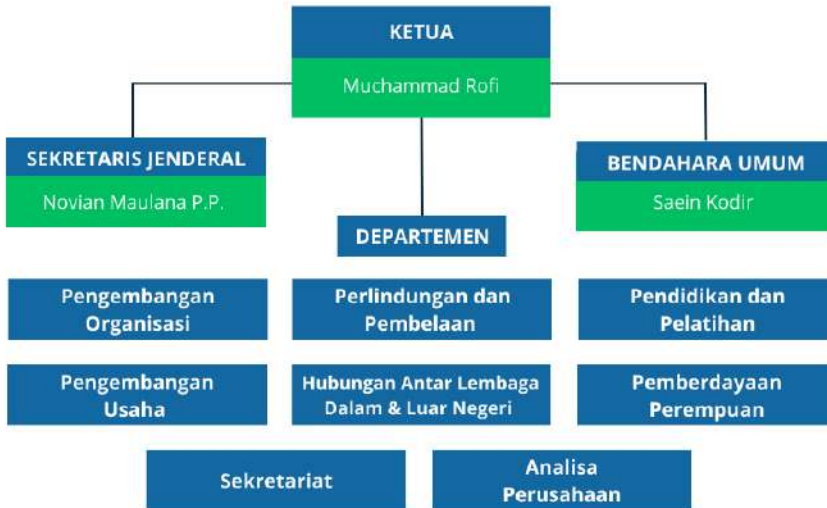 KETUA
Muchammad Rofi
SEKRETARIS JENDERAL
Novian Maulana P.P.
BENDAHARA UMUM
Saein Kodir
DEPARTEMEN
Pengembangan
Organisasi
Perlindungan dan
Pembelaan
Pendidikan dan
Pelatihan
Pengembangan
Usaha
Hubungan Antar Lembaga
Dalam & Luar Negeri
Pemberdayaan
Perempuan
Sekretariat
Analisa
Perusahaan